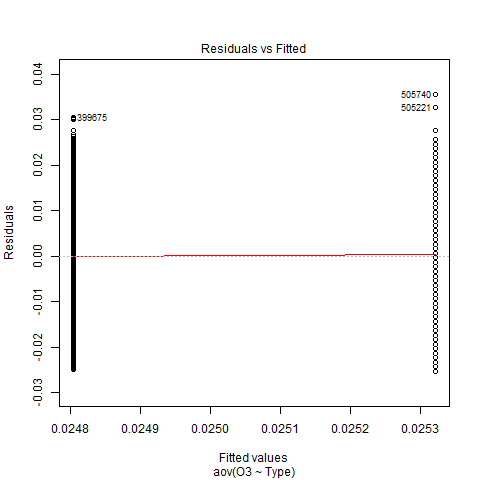 Residuals vs Fitted
0.04
0.03
0.02
0.01
0.00
-0.01
-0.02
-0.03
Residuals
399675
505740
505221
0.0248 0.0249 0.0250 0.0251 0.0252 0.0253
Fitted values
aov(O3 ~ Type)